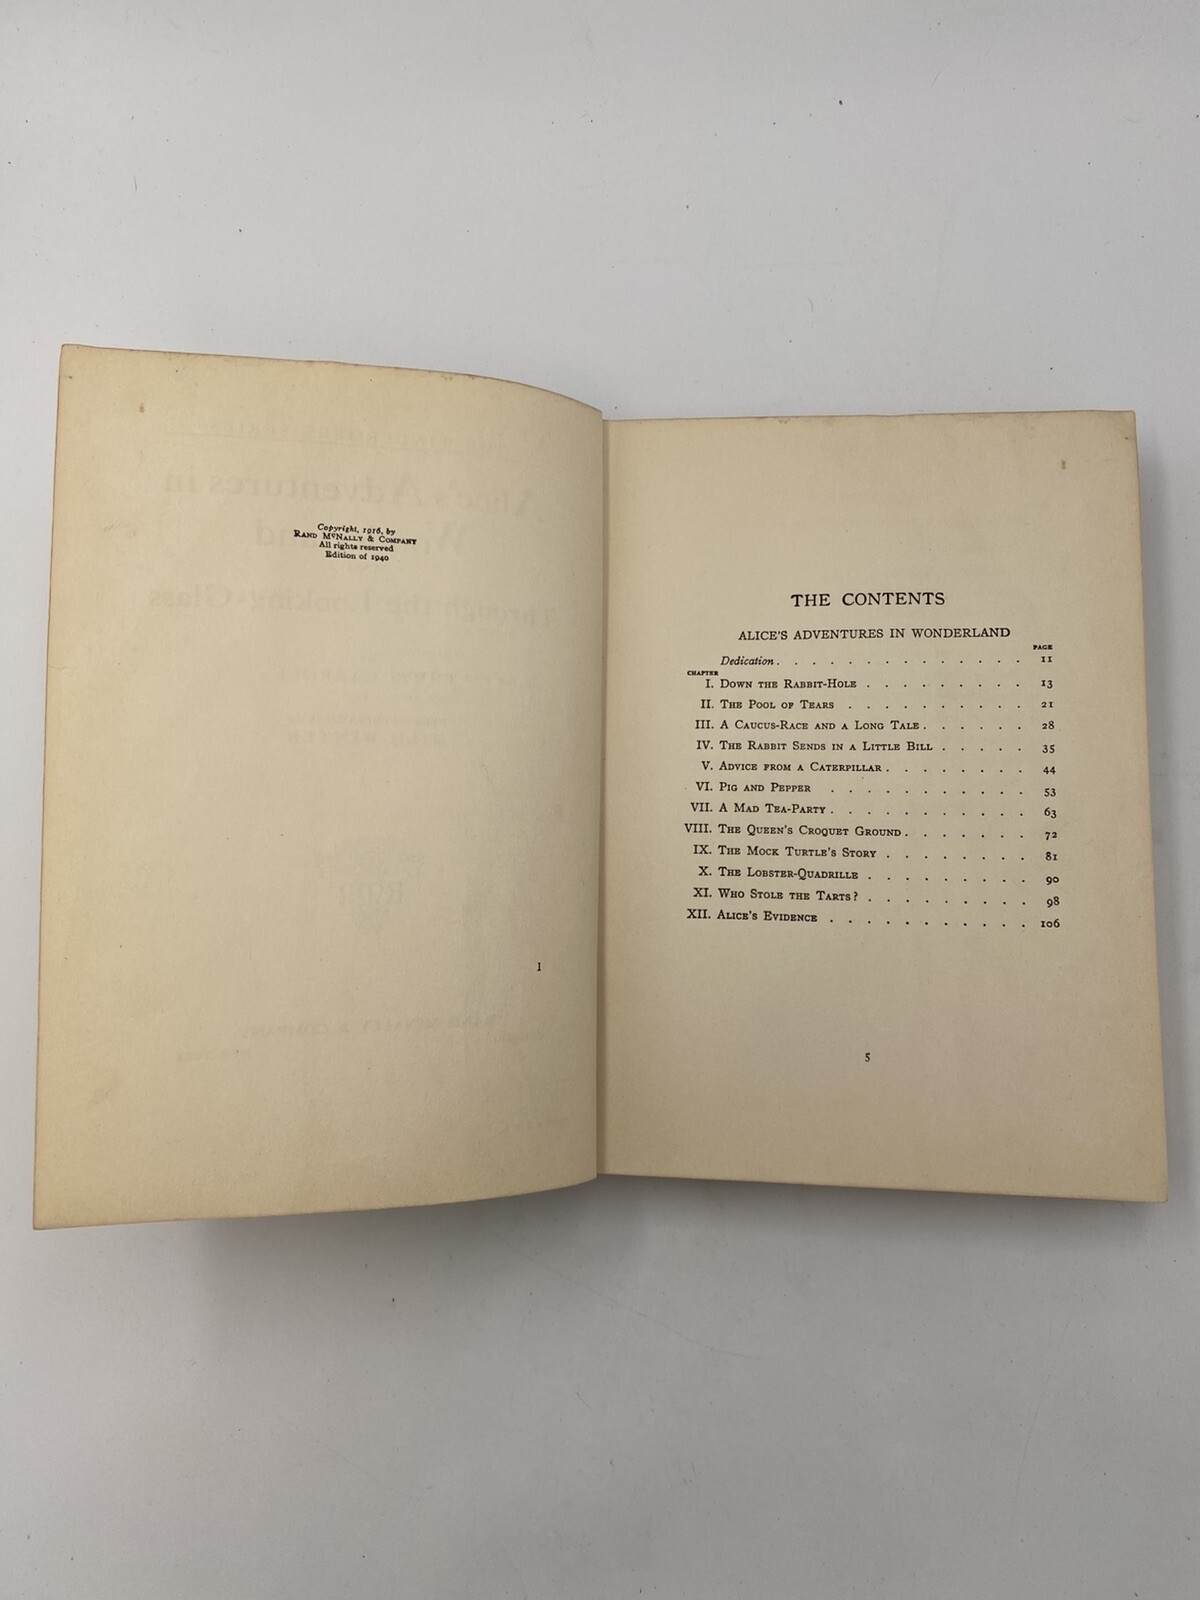 Copyright, 1916, by
RAND MCNALLY & COMPANY
All rights reserved
Edition of 1940
I
THE CONTENTS
ALICE'S ADVENTURES IN WONDERLAND
PAGE
Dedication . . . . . . . . . . . . . . 11
CHAPTER
I. DOWN THE RABBIT-HOLE . . . . . . . . . 13
II. THE POOL OF TEARS . . . . . . . . . . 21
III. A CAUCUS-RACE AND A LONG TALE . . . . . . 28
IV. THE RABBIT SENDS IN A LITTLE BILL . . . . . 35
V. ADVICE FROM A CATERPILLAR . . . . . . . . 44
VI. PIG AND PEPPER . . . . . . . . . . . 53
VII. A MAD TEA-PARTY . . . . . . . . . . . 63
VIII. THE QUEEN'S CROQUET GROUND . . . . . . . 72
IX. THE MOCK TURTLE'S STORY . . . . . . . . 81
X. THE LOBSTER-QUADRILLE . . . . . . . . . 90
XI. WHO STOLE THE TARTS? . . . . . . . . . 98
XII. ALICE'S EVIDENCE . . . . . . . . . . . 106
5